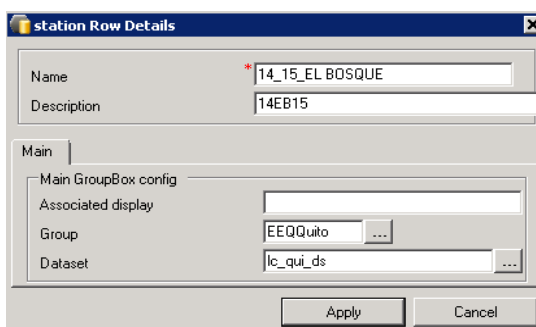 station Row Details
Name * 14_15_EL BOSQUE
Description 14EB15
Main
Main GroupBox config
Associated display
Group EEQQuito ...
Dataset lc_qui_ds ...
Apply Cancel